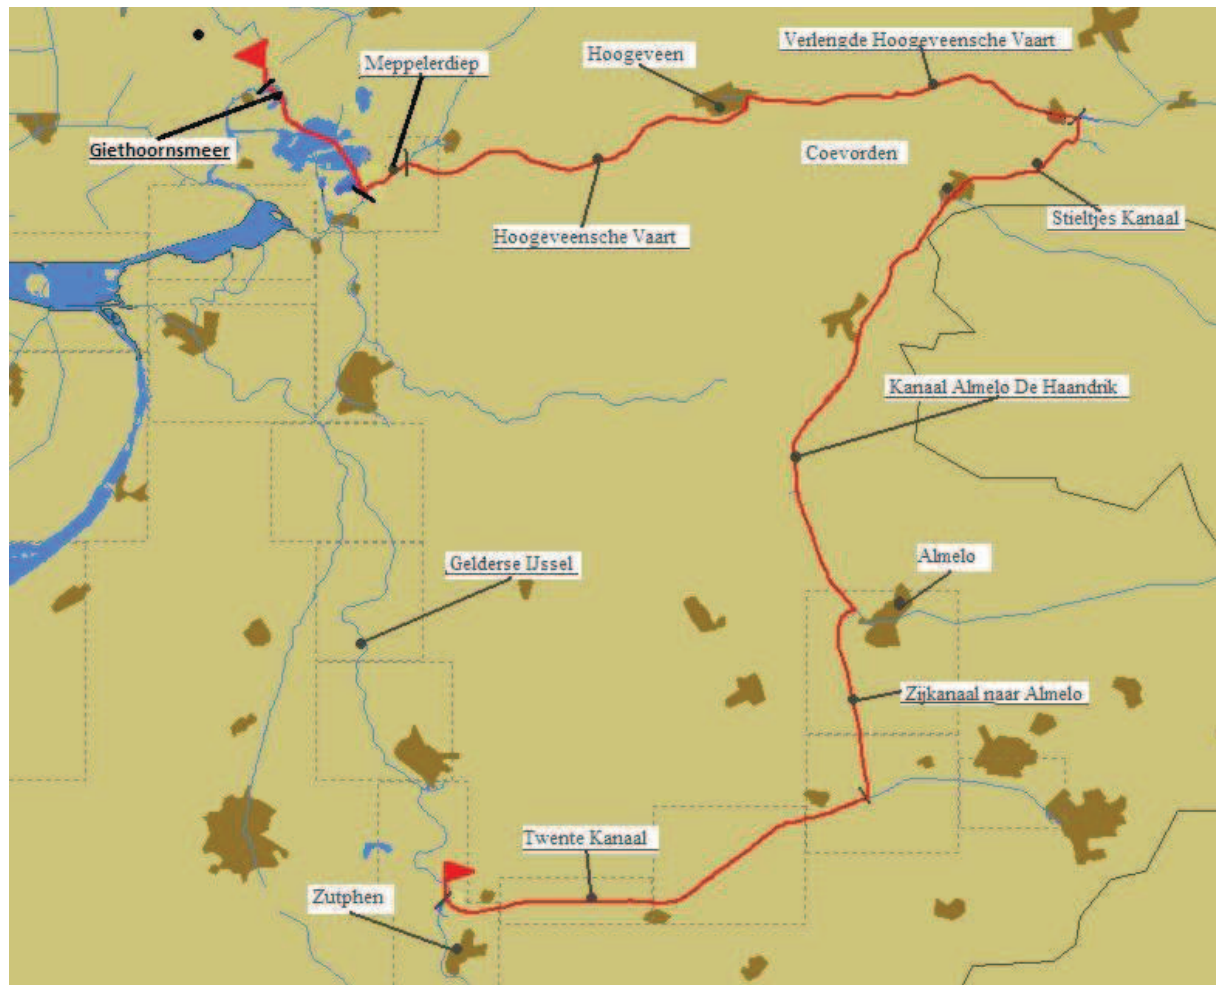 Verlengde Hoogeveensche Vaart
Hoogeveen
Meppelerdiep
Giethoornsmeer
Coevorden
Stieltjes Kanaal
Hoogeveensche Vaart
Kanaal Almelo De Haandrik
Almelo
Gelderse IJssel
Zijkanaal naar Almelo
Twente Kanaal
Zutphen